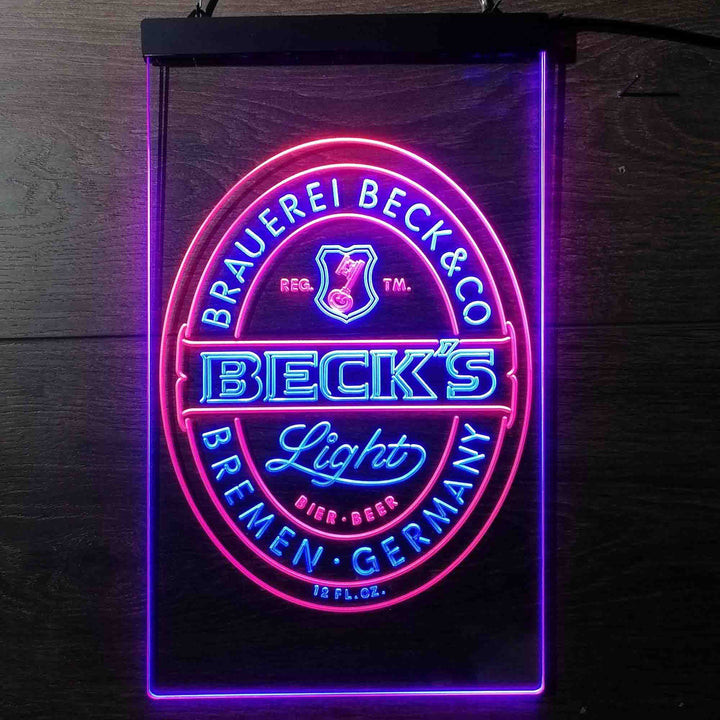 BRAUEREI BECK & CO
REG. TM.
BECK'S
Light
BIER · BEER
BREMEN · GERMANY
12 FL. OZ.